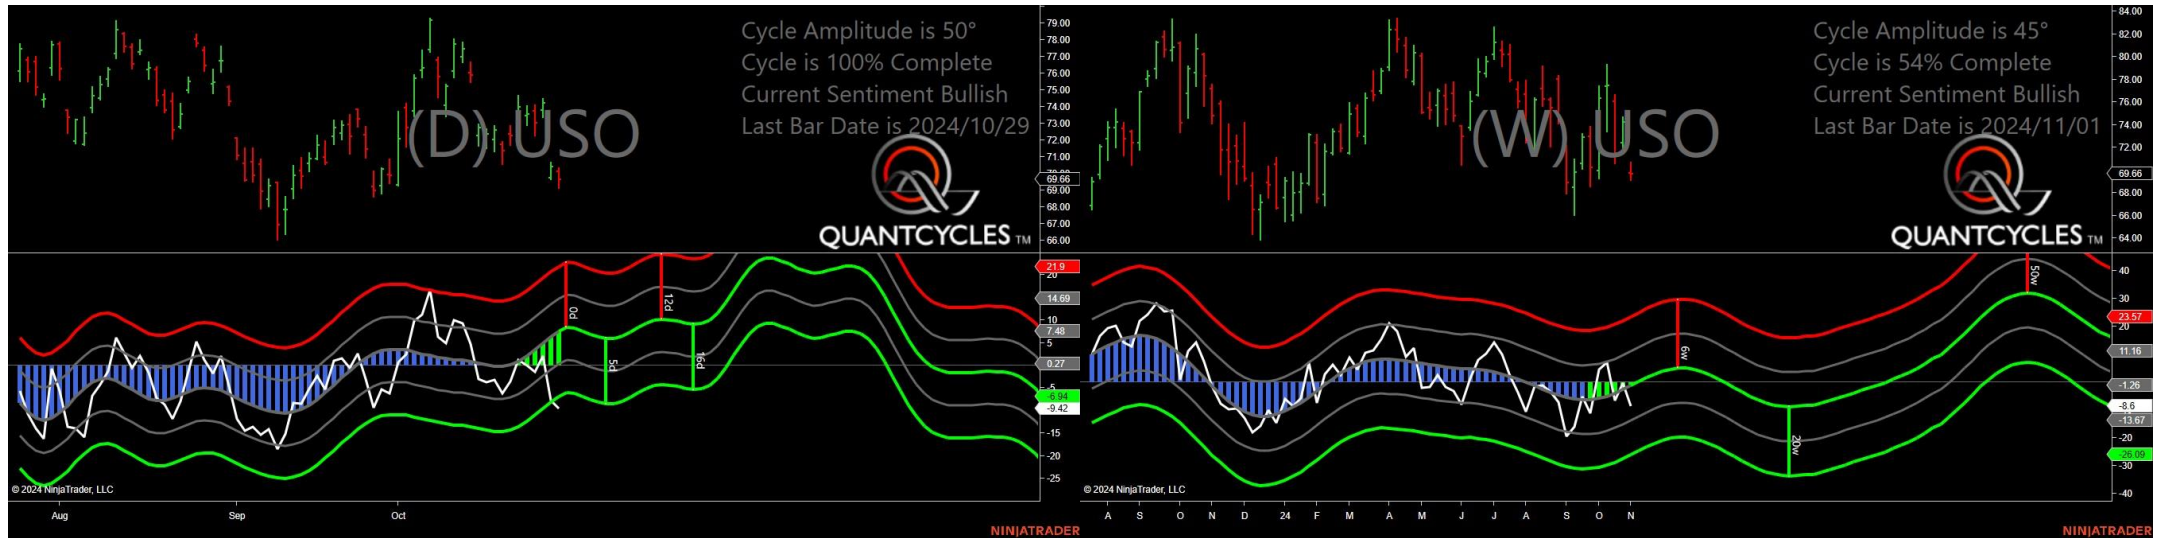 Cycle Amplitude is 50°
Cycle is 100% Complete
Current Sentiment Bullish
Last Bar Date is 2024/10/29
(D) USO
QUANTCYCLES TM
79.00
78.00
77.00
76.00
75.00
74.00
73.00
72.00
71.00
69.66
69.00
68.00
67.00
66.00
21.9
20
14.69
10
7.48
5
0.27
-5
-6.94
-9.42
-15
-20
-25
0d
5d
12d
16d
© 2024 NinjaTrader, LLC
Aug Sep Oct
NINJATRADER
Cycle Amplitude is 45°
Cycle is 54% Complete
Current Sentiment Bullish
Last Bar Date is 2024/11/01
(W) USO
QUANTCYCLES TM
84.00
82.00
80.00
78.00
76.00
74.00
72.00
69.66
68.00
66.00
64.00
40
30
23.57
20
11.16
-1.26
-8.6
-13.67
-20
-26.09
-30
-40
6w
20w
50w
© 2024 NinjaTrader, LLC
A S O N D 24 F M A M J J A S O N
NINJATRADER